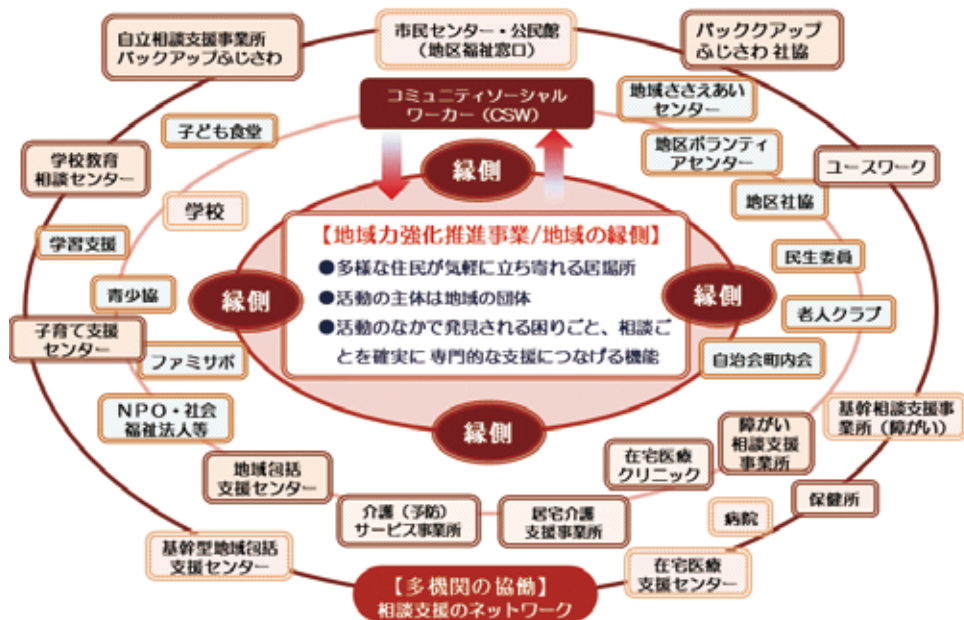 自立相談支援事業所
バックアップふじさわ
市民センター・公民館
（地区福祉窓口）
バックアップ
ふじさわ 社協
コミュニティソーシャル
ワーカー（CSW）
地域ささえあい
センター
子ども食堂
地区ボランティ
アセンター
学校教育
相談センター
縁側
ユースワーク
学校
地区社協
【地域力強化推進事業/地域の縁側】
●多様な住民が気軽に立ち寄れる居場所
●活動の主体は地域の団体
●活動のなかで発見される困りごと、相談ご
とを確実に 専門的な支援につなげる機能
学習支援
民生委員
青少協
縁側
縁側
老人クラブ
子育て支援
センター
ファミサポ
自治会町内会
NPO・社会
福祉法人等
縁側
基幹相談支援事
業所（障がい）
障がい
相談支援
事業所
在宅医療
クリニック
地域包括
支援センター
保健所
介護（予防）
サービス事業所
居宅介護
支援事業所
病院
基幹型地域包括
支援センター
在宅医療
支援センター
【多機関の協働】
相談支援のネットワーク